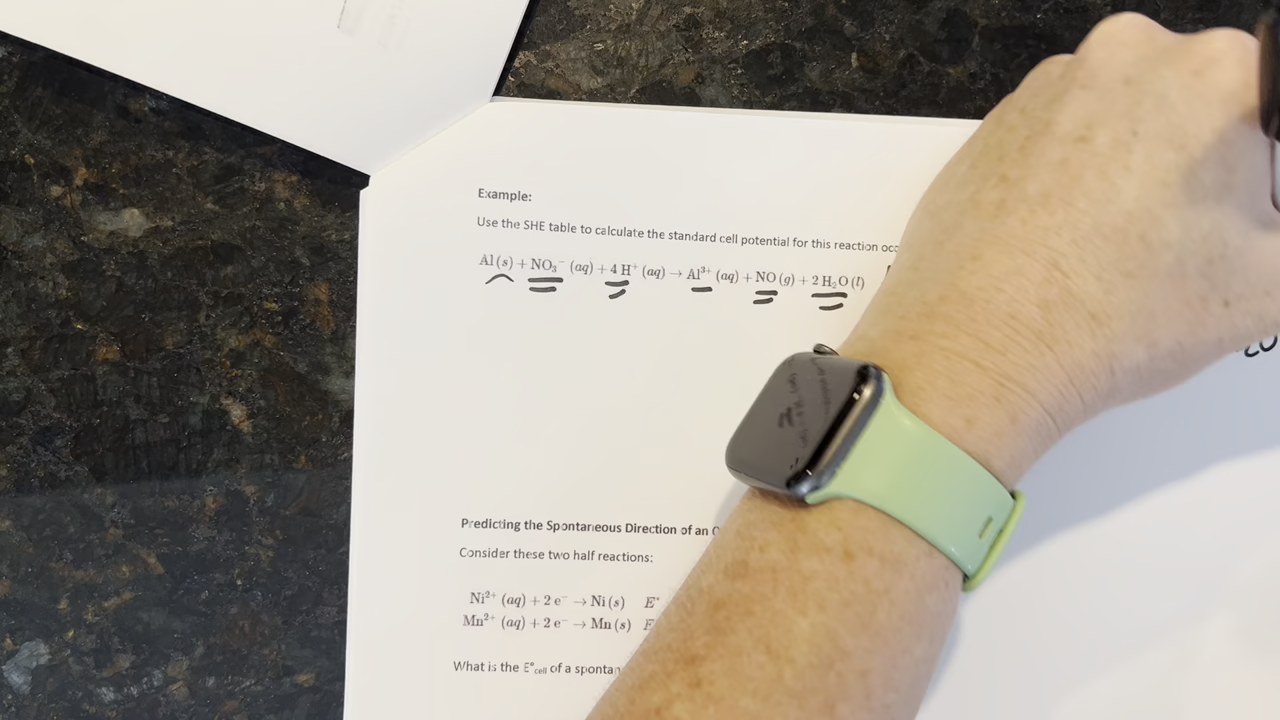 Example:
Use the SHE table to calculate the standard cell potential for this reaction
Al(s) + NO₃⁻ (aq) + 4 H⁺ (aq) → Al³⁺ (aq) + NO (g) + 2 H₂O (l)
Predicting the Spontaneous Direction of an
Consider these two half reactions:
Ni²⁺ (aq) + 2 e⁻ → Ni (s) E°
Mn²⁺ (aq) + 2 e⁻ → Mn (s)
What is the E°cell of a